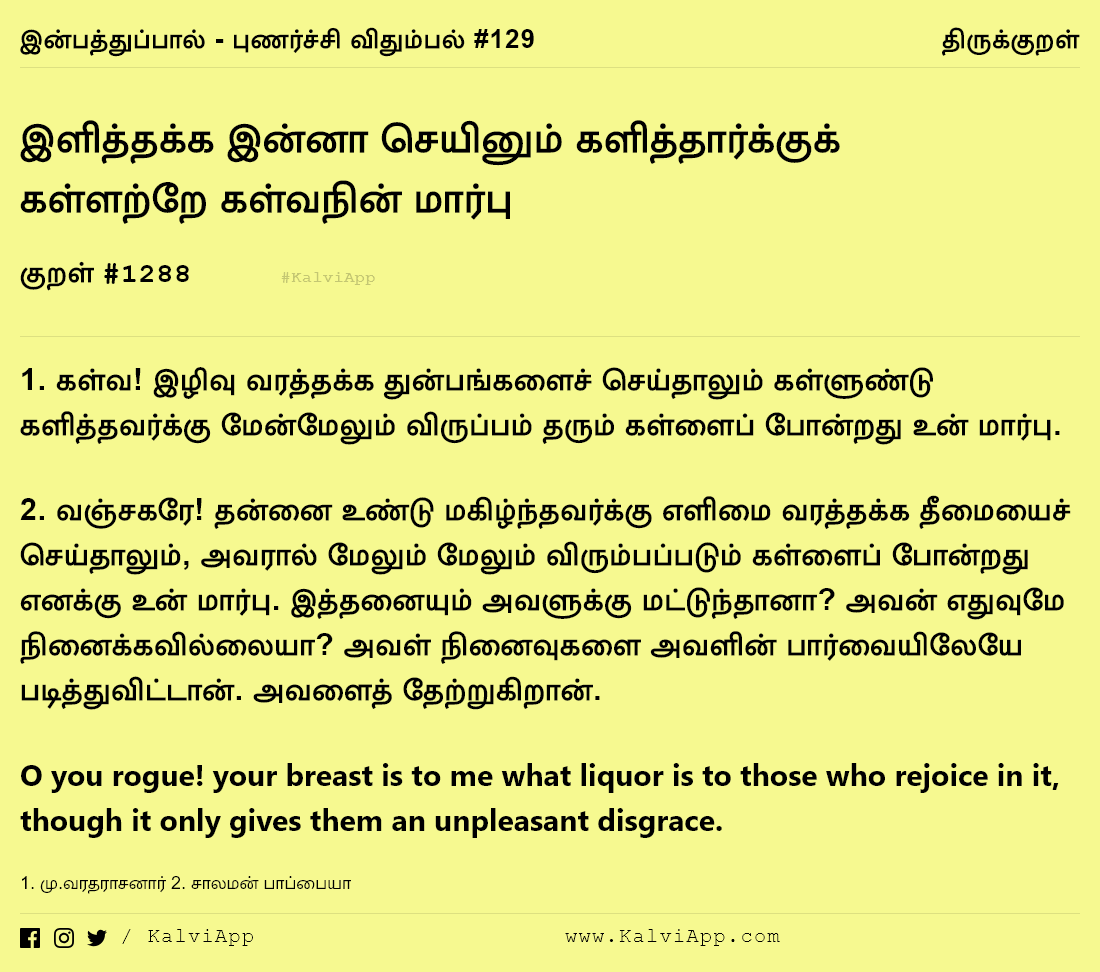 இன்பத்துப்பால் - புணர்ச்சி விதும்பல் #129
திருக்குறள்
இளித்தக்க இன்னா செயினும் களித்தார்க்குக்
கள்ளற்றே கள்வநின் மார்பு
குறள் #1288
#KalviApp
1. கள்வ! இழிவு வரத்தக்க துன்பங்களைச் செய்தாலும் கள்ளுண்டு
களித்தவர்க்கு மேன்மேலும் விருப்பம் தரும் கள்ளைப் போன்றது உன் மார்பு.
2. வஞ்சகரே! தன்னை உண்டு மகிழ்ந்தவர்க்கு எளிமை வரத்தக்க தீமையைச்
செய்தாலும், அவரால் மேலும் மேலும் விரும்பப்படும் கள்ளைப் போன்றது
எனக்கு உன் மார்பு. இத்தனையும் அவளுக்கு மட்டுந்தானா? அவன் எதுவுமே
நினைக்கவில்லையா? அவள் நினைவுகளை அவளின் பார்வையிலேயே
படித்துவிட்டான். அவளைத் தேற்றுகிறான்.
O you rogue! your breast is to me what liquor is to those who rejoice in it,
though it only gives them an unpleasant disgrace.
1. மு.வரதராசனார் 2. சாலமன் பாப்பையா
/ KalviApp
www.KalviApp.com